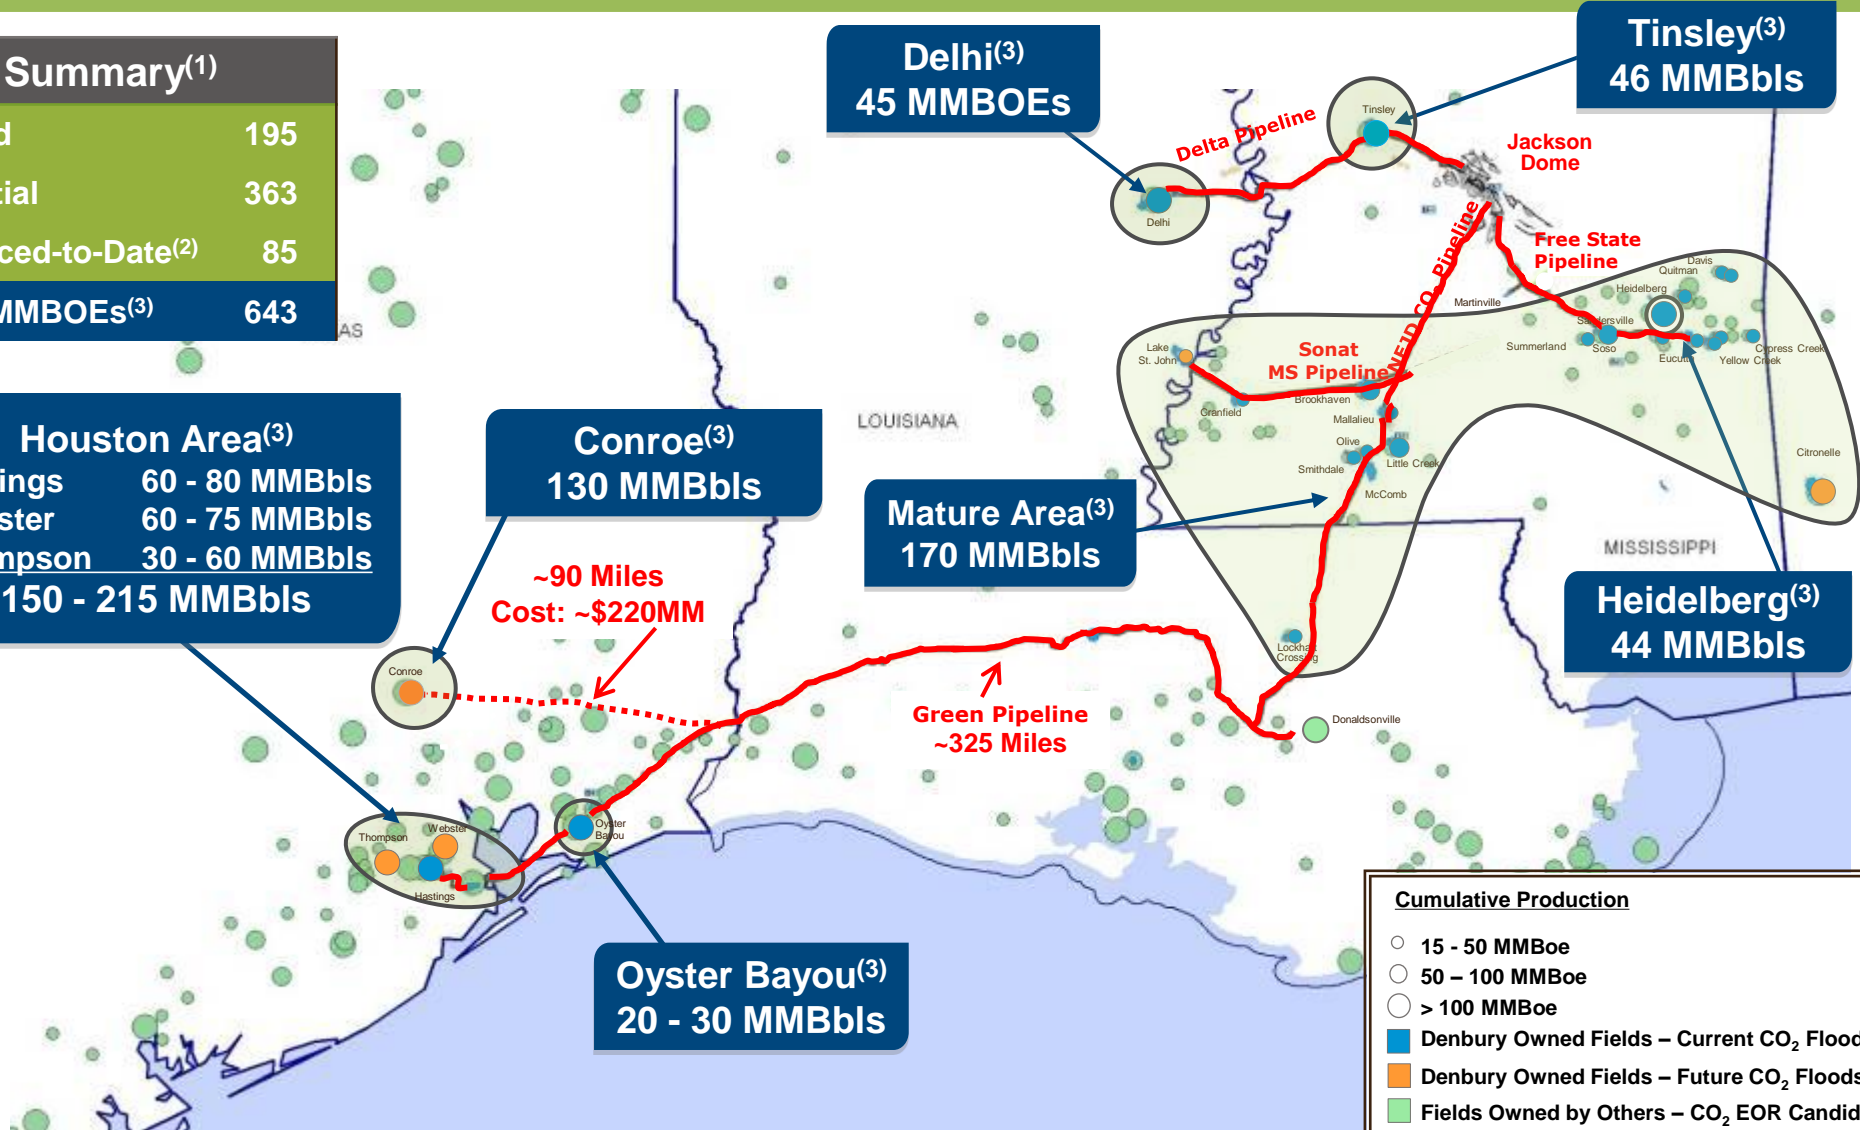 Summary(1)
d 195
tial 363
ced-to-Date(2) 85
MMBOEs(3) 643
AS
Delhi(3)
45 MMBOEs
Tinsley(3)
46 MMBbls
Tinsley
Delta Pipeline
Delhi
Jackson
Dome
NEJD CO2 Pipeline
Free State
Pipeline
Martinville
Davis
Quitman
Heidelberg
Sandersville
Summerland
Soso
Eucutta
Yellow Creek
Cypress Creek
Citronelle
Lake
St. John
Sonat
MS Pipeline
Cranfield
Brookhaven
Mallalieu
Olive
Smithdale
Little Creek
McComb
Lockhart
Crossing
LOUISIANA
MISSISSIPPI
Houston Area(3)
ings 60 - 80 MMBbls
ster 60 - 75 MMBbls
mpson 30 - 60 MMBbls
150 - 215 MMBbls
Conroe(3)
130 MMBbls
Mature Area(3)
170 MMBbls
Heidelberg(3)
44 MMBbls
~90 Miles
Cost: ~$220MM
Conroe
Green Pipeline
~325 Miles
Donaldsonville
Thompson
Webster
Hastings
Oyster
Bayou
Oyster Bayou(3)
20 - 30 MMBbls
Cumulative Production
15 - 50 MMBoe
50 – 100 MMBoe
> 100 MMBoe
Denbury Owned Fields – Current CO2 Flood
Denbury Owned Fields – Future CO2 Floods
Fields Owned by Others – CO2 EOR Candid